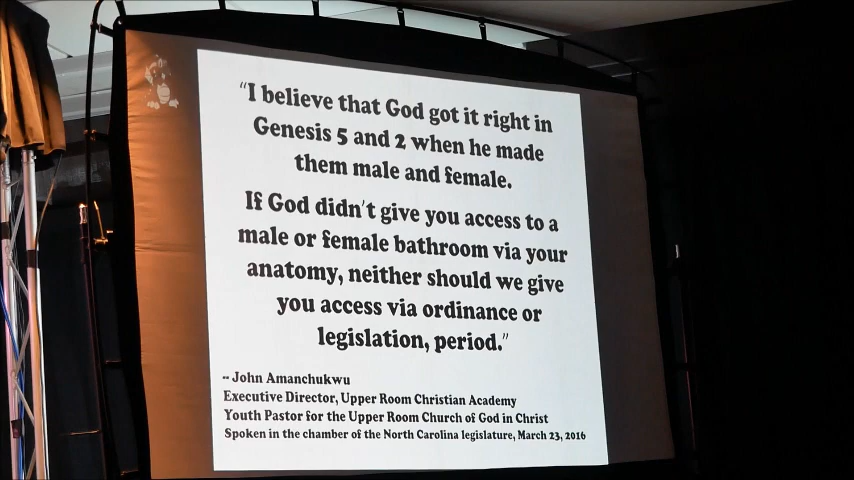 “I believe that God got it right in
Genesis 5 and 2 when he made
them male and female.
If God didn't give you access to a
male or female bathroom via your
anatomy, neither should we give
you access via ordinance or
legislation, period.”
-- John Amanchukwu
Executive Director, Upper Room Christian Academy
Youth Pastor for the Upper Room Church of God in Christ
Spoken in the chamber of the North Carolina legislature, March 23, 2016